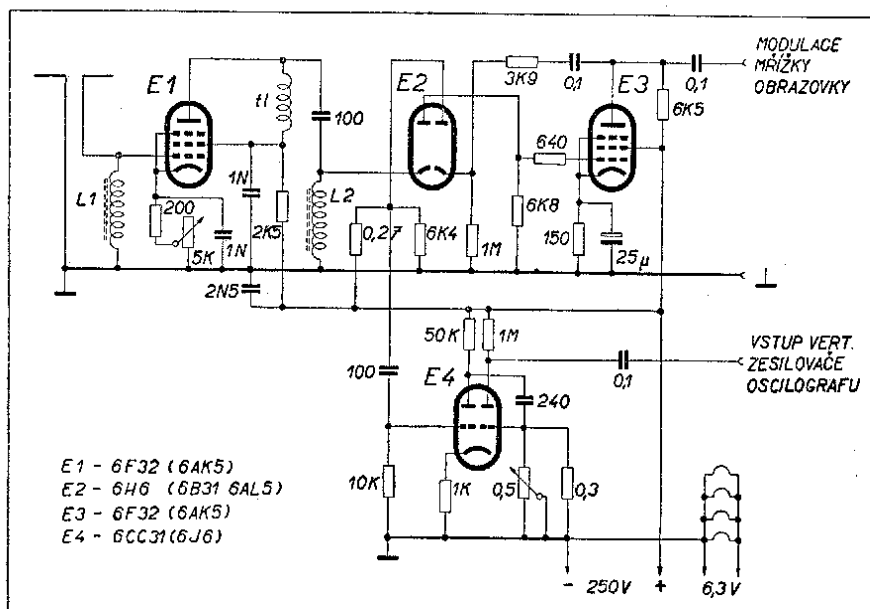 MODULACE
MŘÍŽKY
OBRAZOVKY
E1
tl
100
E2
3K9
0,1
E3
0,1
6K5
640
1N
L1
200
5K
1N
2K5
L2
0,27
6K4
1M
6K8
150
25μ
2N5
50K
1M
VSTUP VERT.
ZESILOVAČE
OSCILOGRAFU
0,1
100
E4
240
10K
1K
0,5
0,3
E1 - 6F32 (6AK5)
E2 - 6H6 (6B31 6AL5)
E3 - 6F32 (6AK5)
E4 - 6CC31 (6J6)
- 250V +
6,3V